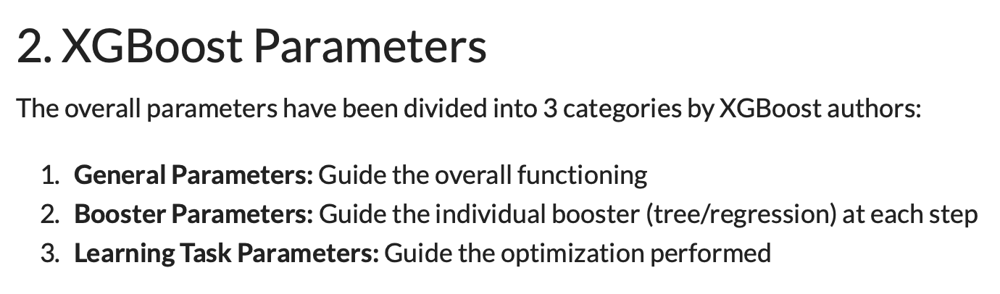 2. XGBoost Parameters
The overall parameters have been divided into 3 categories by XGBoost authors:
1. General Parameters: Guide the overall functioning
2. Booster Parameters: Guide the individual booster (tree/regression) at each step
3. Learning Task Parameters: Guide the optimization performed